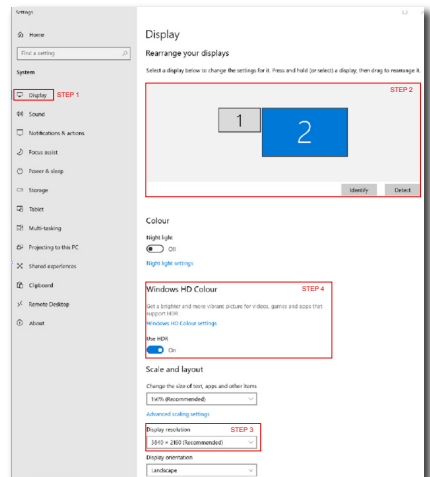 Settings
Home
Find a setting
System
Display STEP 1
Sound
Notifications & actions
Focus assist
Power & sleep
Storage
Tablet
Multi-tasking
Projecting to this PC
Shared experiences
Clipboard
Remote Desktop
About
Display
Rearrange your displays
Select a display below to change the settings for it. Press and hold (or select) a display, then drag to rearrange it.
STEP 2
1
2
Identify Detect
Colour
Night light
Off
Night light settings
Windows HD Colour STEP 4
Get a brighter and more vibrant picture for videos, games and apps that
support HDR
Windows HD Colour settings
Use HDR
On
Scale and layout
Change the size of text, apps and other items
150% (Recommended)
Advanced scaling settings
Display resolution STEP 3
3840 × 2160 (Recommended)
Display orientation
Landscape